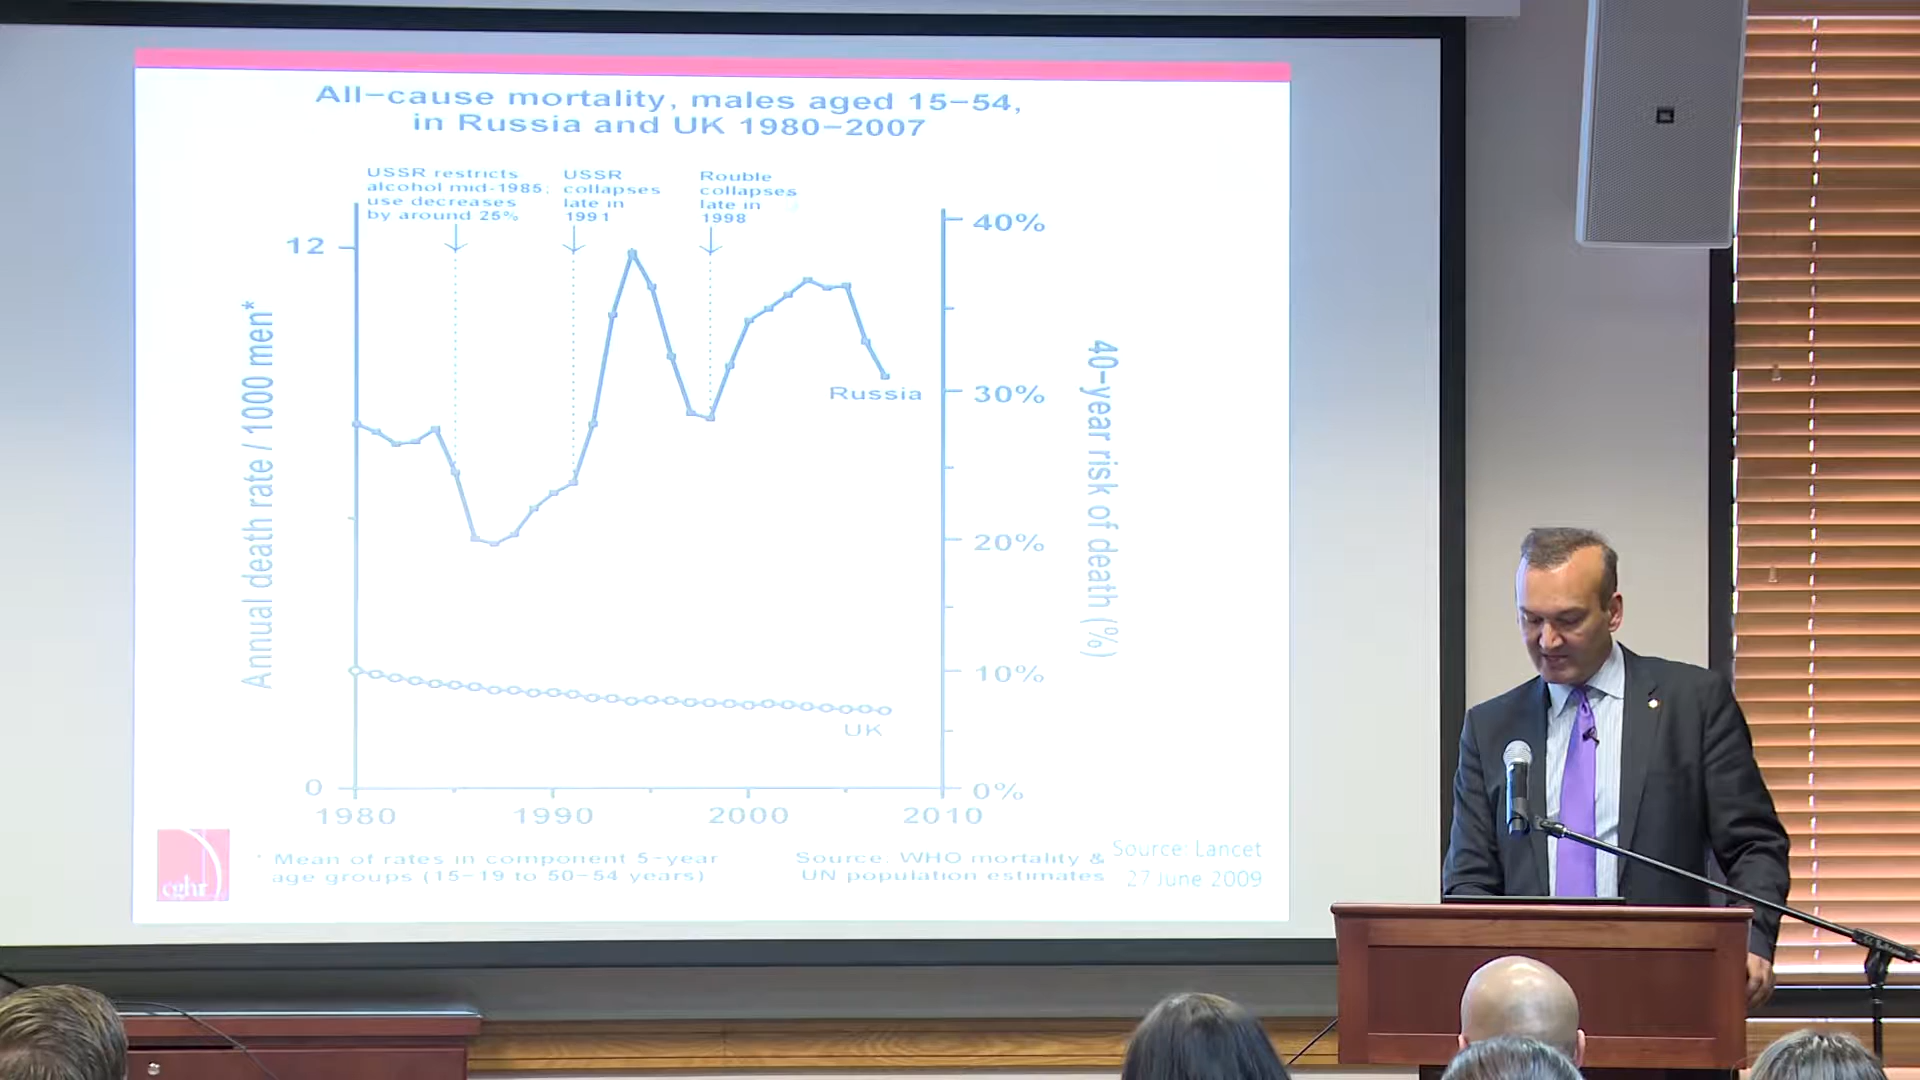 All-cause mortality, males aged 15-54,
in Russia and UK 1980-2007
USSR restricts
alcohol mid-1985;
use decreases
by around 25%
USSR
collapses
late in
1991
Rouble
collapses
late in
1998
12
0
Annual death rate / 1000 men*
40%
30%
20%
10%
0%
40-year risk of death (%)
Russia
UK
1980
1990
2000
2010
* Mean of rates in component 5-year
age groups (15-19 to 50-54 years)
Source: WHO mortality &
UN population estimates
Source: Lancet
27 June 2009
cghr